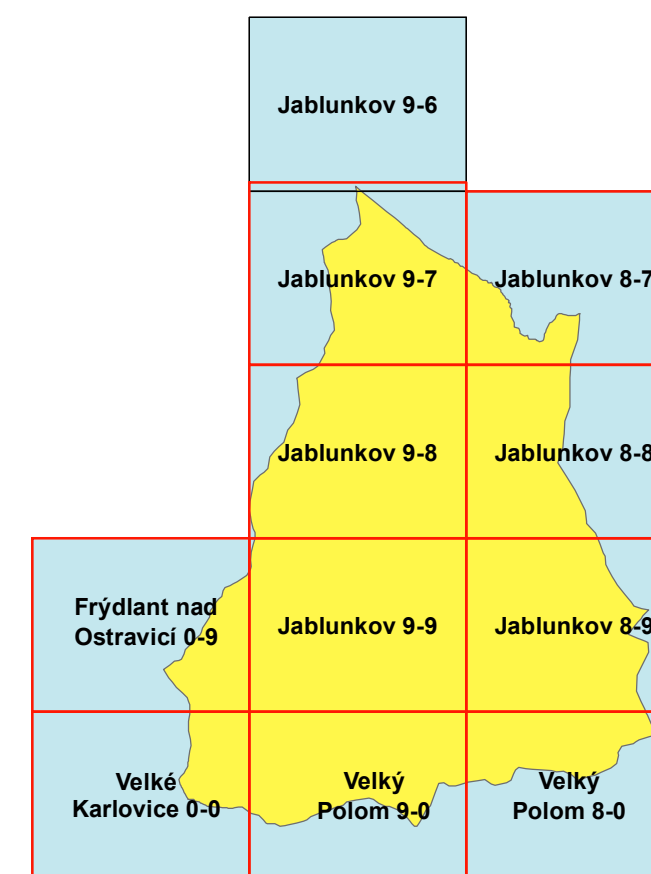 Jablunkov 9-6
Jablunkov 9-7
Jablunkov 8-7
Jablunkov 9-8
Jablunkov 8-8
Frýdlant nad
Ostravicí 0-9
Jablunkov 9-9
Jablunkov 8-9
Velké
Karlovice 0-0
Velký
Polom 9-0
Velký
Polom 8-0